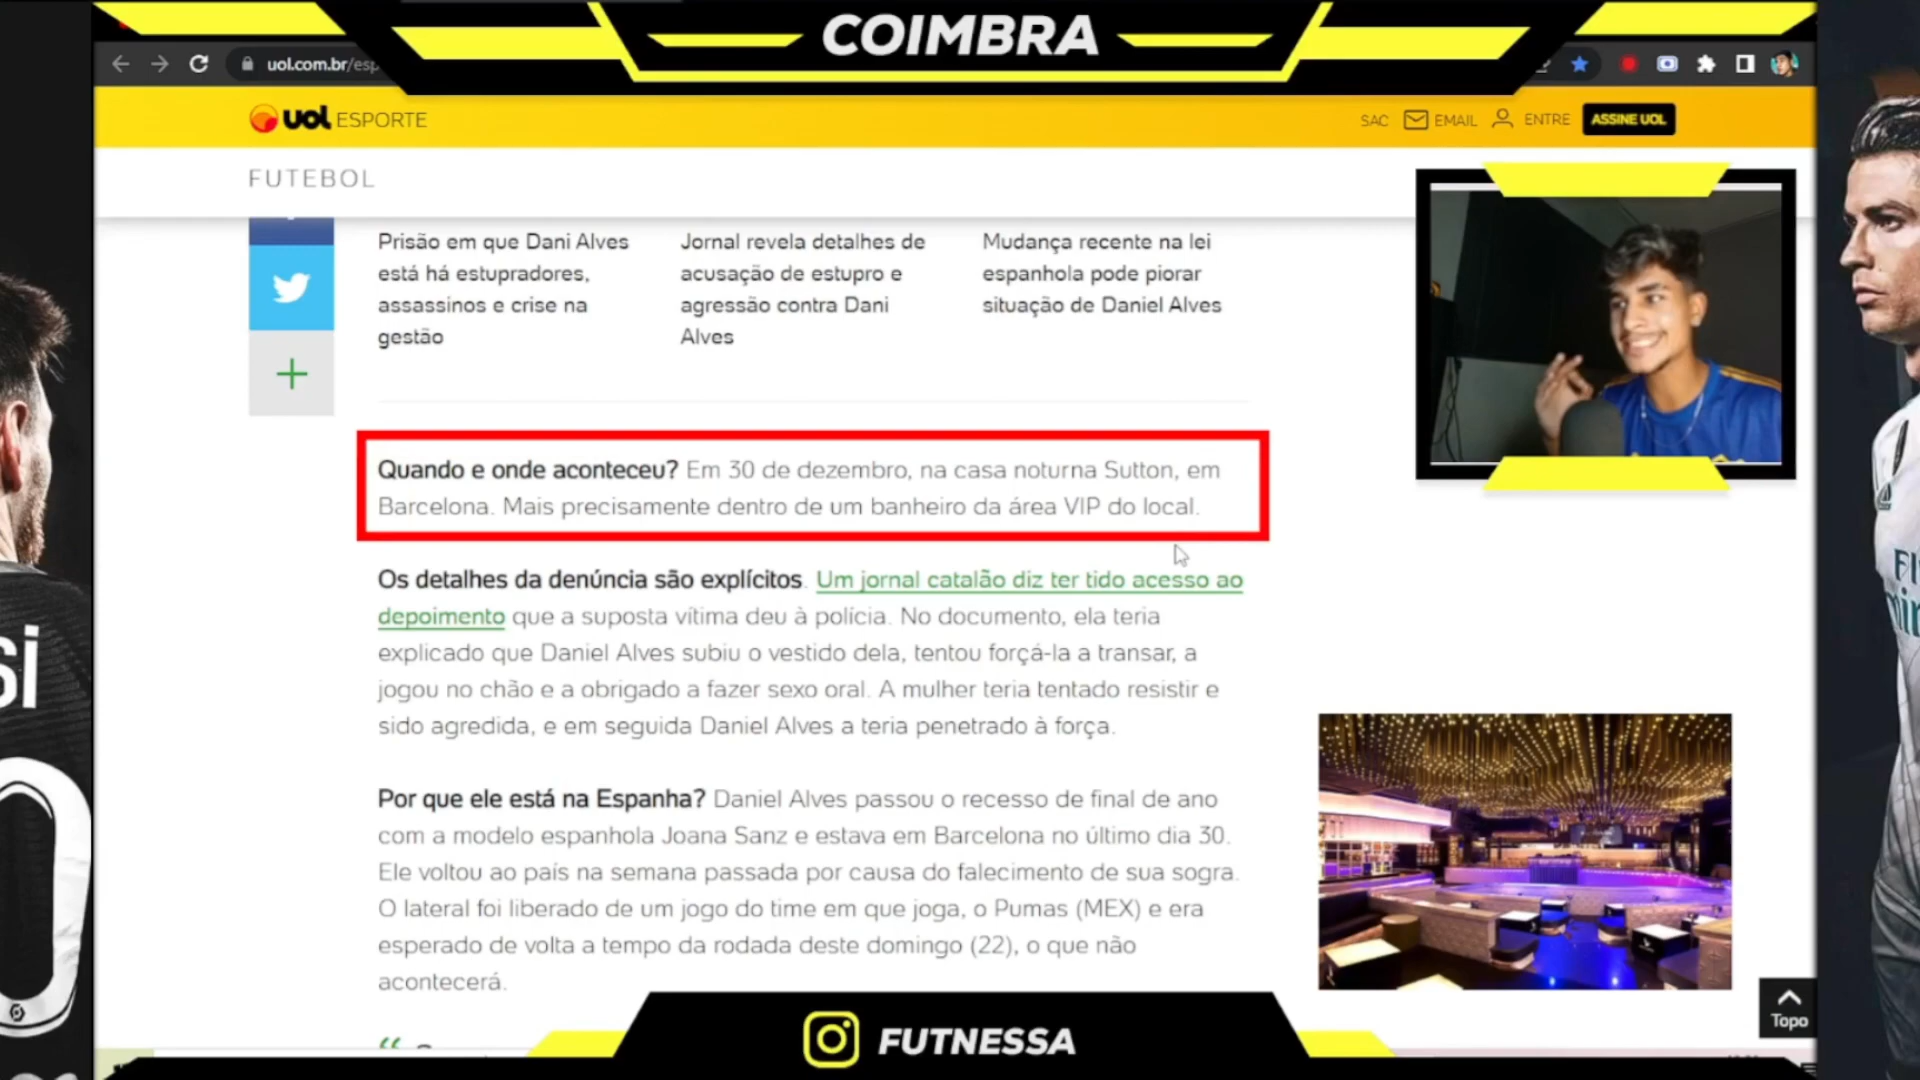 COIMBRA
uol.com.br/esp
uol ESPORTE
SAC EMAIL ENTRE ASSINE UOL
FUTEBOL
Prisão em que Dani Alves
está há estupradores,
assassinos e crise na
gestão
Jornal revela detalhes de
acusação de estupro e
agressão contra Dani
Alves
Mudança recente na lei
espanhola pode piorar
situação de Daniel Alves
Quando e onde aconteceu? Em 30 de dezembro, na casa noturna Sutton, em
Barcelona. Mais precisamente dentro de um banheiro da área VIP do local.
Os detalhes da denúncia são explícitos. Um jornal catalão diz ter tido acesso ao
depoimento que a suposta vítima deu à polícia. No documento, ela teria
explicado que Daniel Alves subiu o vestido dela, tentou forçá-la a transar, a
jogou no chão e a obrigado a fazer sexo oral. A mulher teria tentado resistir e
sido agredida, e em seguida Daniel Alves a teria penetrado à força.
Por que ele está na Espanha? Daniel Alves passou o recesso de final de ano
com a modelo espanhola Joana Sanz e estava em Barcelona no último dia 30.
Ele voltou ao país na semana passada por causa do falecimento de sua sogra.
O lateral foi liberado de um jogo do time em que joga, o Pumas (MEX) e era
esperado de volta a tempo da rodada deste domingo (22), o que não
acontecerá.
Topo
FUTNESSA
SI
0